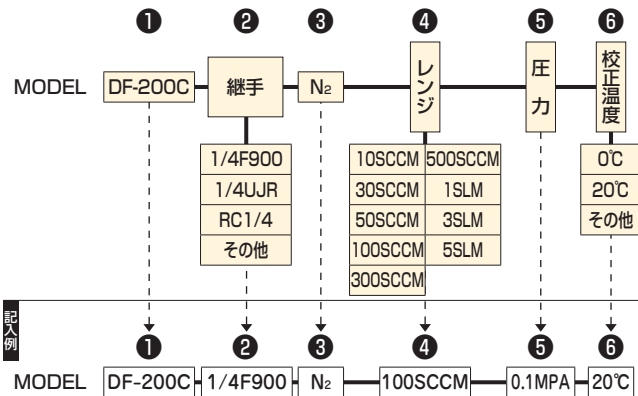 ❶ ❷ ❸ ❹ ❺ ❻
MODEL DF-200C 継手 N₂ レンジ 圧力 校正温度
1/4F900 10SCCM 500SCCM 0℃
1/4UJR 30SCCM 1SLM 20℃
RC1/4 50SCCM 3SLM その他
その他 100SCCM 5SLM
300SCCM
記入例
❶ ❷ ❸ ❹ ❺ ❻
MODEL DF-200C 1/4F900 N₂ 100SCCM 0.1MPA 20℃